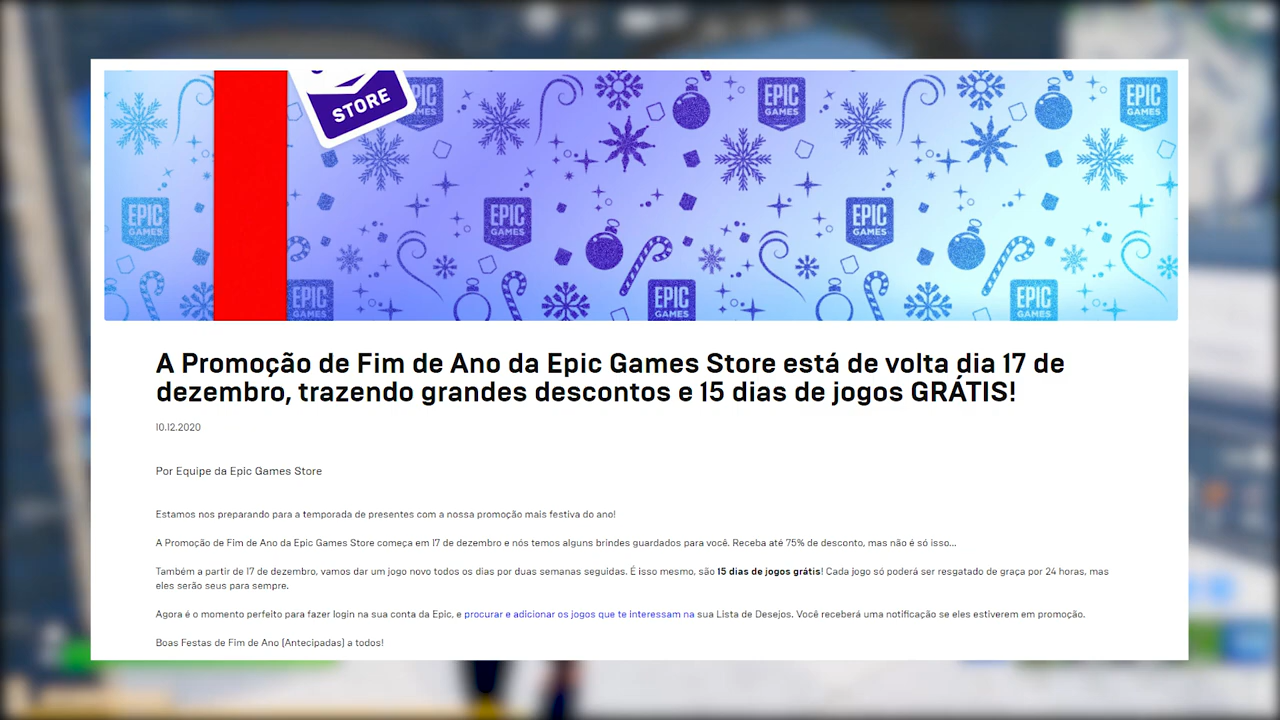 STORE
EPIC
GAMES
EPIC
GAMES
EPIC
GAMES
EPIC
GAMES
EPIC
GAMES
EPIC
GAMES
EPIC
GAMES
EPIC
GAMES
EPIC
GAMES
A Promoção de Fim de Ano da Epic Games Store está de volta dia 17 de
dezembro, trazendo grandes descontos e 15 dias de jogos GRÁTIS!
10.12.2020
Por Equipe da Epic Games Store
Estamos nos preparando para a temporada de presentes com a nossa promoção mais festiva do ano!
A Promoção de Fim de Ano da Epic Games Store começa em 17 de dezembro e nós temos alguns brindes guardados para você. Receba até 75% de desconto, mas não é só isso...
Também a partir de 17 de dezembro, vamos dar um jogo novo todos os dias por duas semanas seguidas. É isso mesmo, são 15 dias de jogos grátis! Cada jogo só poderá ser resgatado de graça por 24 horas, mas
eles serão seus para sempre.
Agora é o momento perfeito para fazer login na sua conta da Epic, e procurar e adicionar os jogos que te interessam na sua Lista de Desejos. Você receberá uma notificação se eles estiverem em promoção.
Boas Festas de Fim de Ano (Antecipadas) a todos!